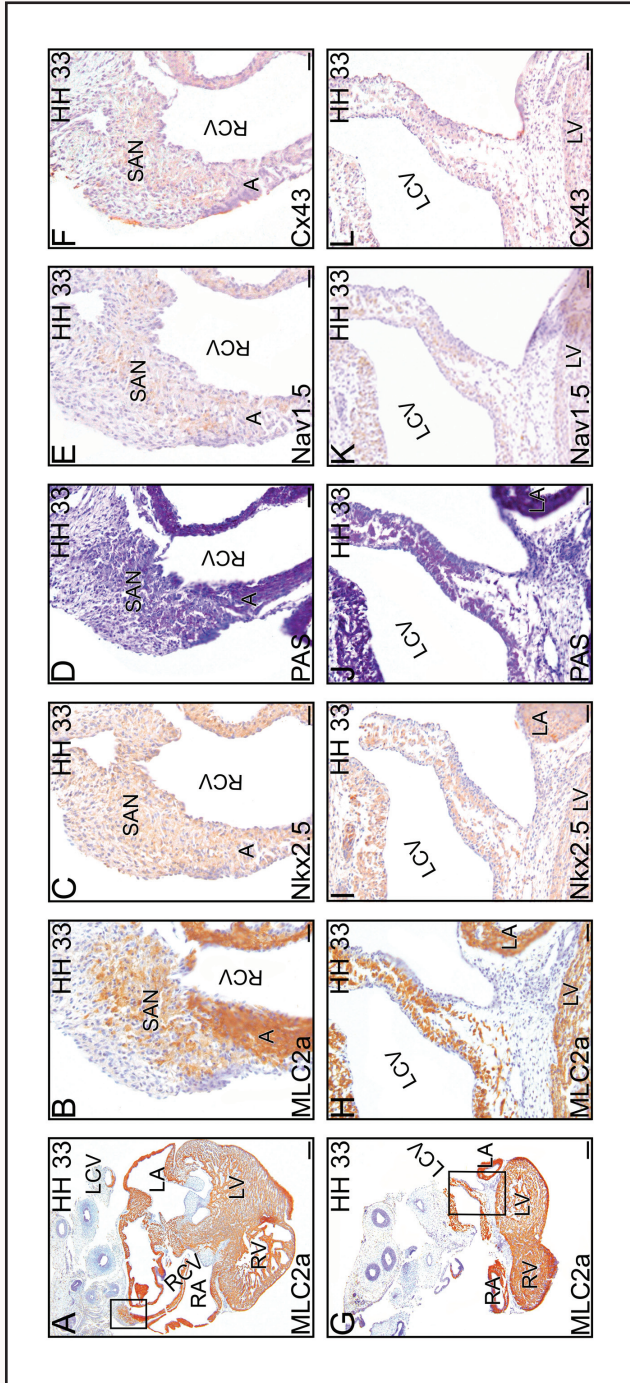 A HH 33
LCV
LA
RCV
RA
LV
RV
MLC2a
B HH 33
SAN
RCV
A
MLC2a
C HH 33
SAN
RCV
A
Nkx2.5
D HH 33
SAN
RCV
A
PAS
E HH 33
SAN
RCV
A
Nav1.5
F HH 33
SAN
RCV
A
Cx43
G HH 33
LCV
LA
RA
LV
RV
MLC2a
H HH 33
LCV
LA
LV
MLC2a
I HH 33
LCV
LA
Nkx2.5 LV
J HH 33
LCV
LA
PAS
K HH 33
LCV
LV
Nav1.5
L HH 33
LCV
LV
Cx43